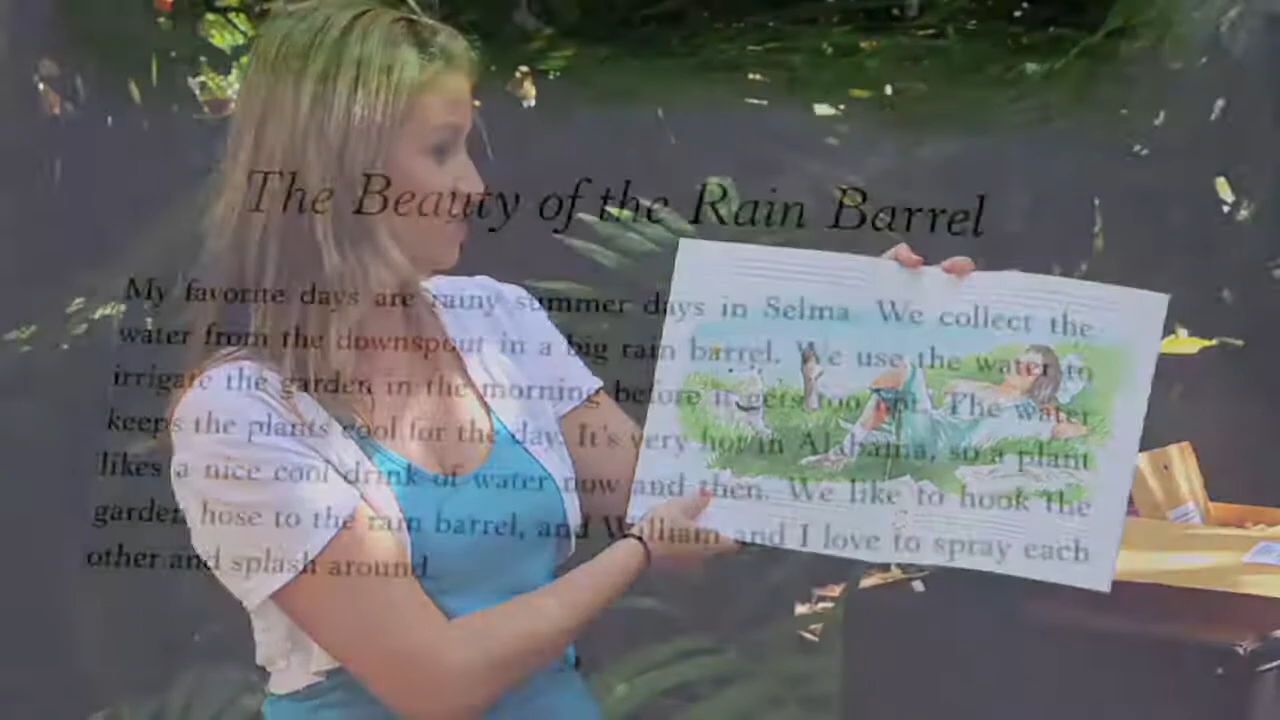 The Beauty of the Rain Barrel
My favorite days are rainy summer days in Selma. We collect the
water from the downspout in a big rain barrel. We use the water to
irrigate the garden in the morning before it gets too hot. The water
keeps the plants cool for the day. It's very hot in Alabama, so a plant
likes a nice cool drink of water now and then. We like to hook the
garden hose to the rain barrel, and William and I love to spray each
other and splash around.